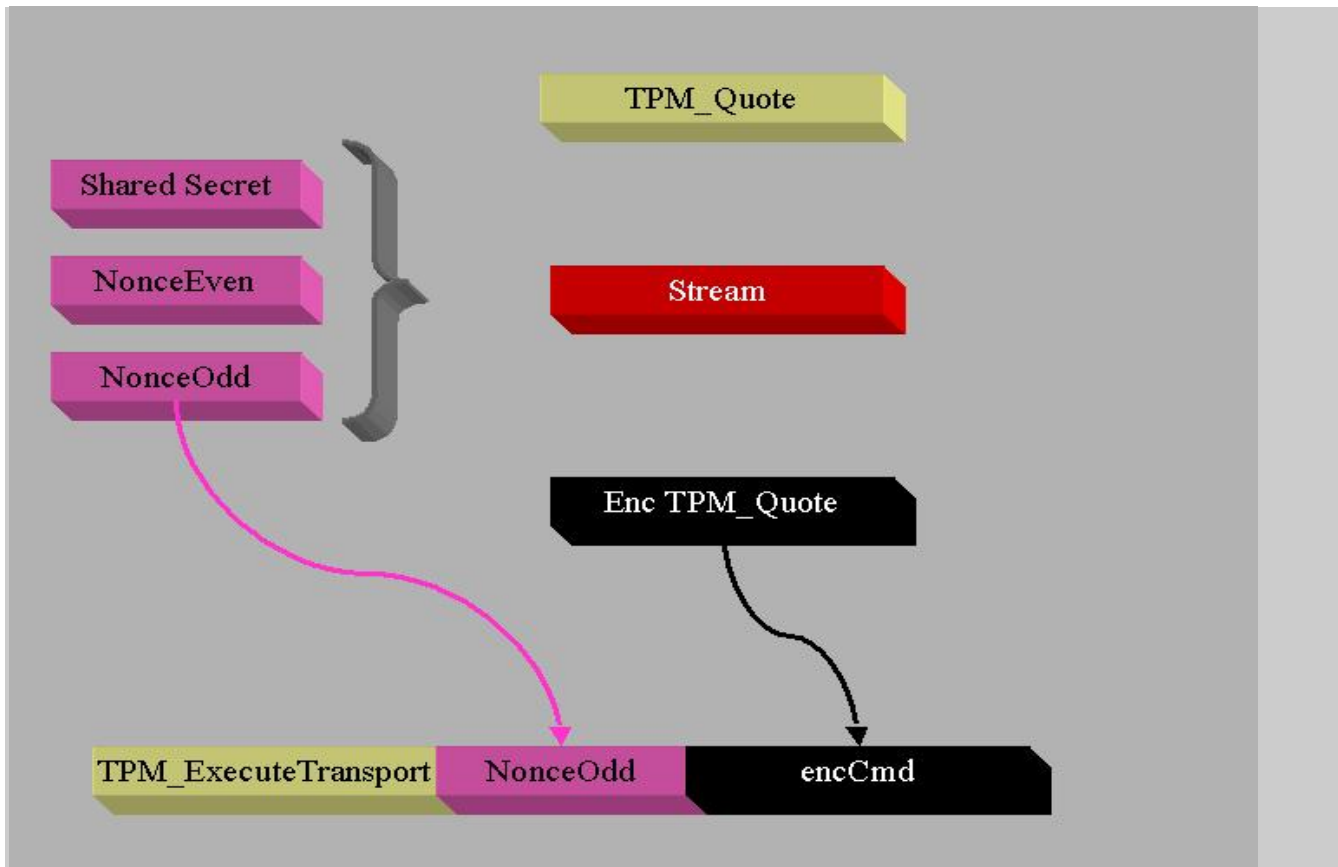 TPM_Quote
Shared Secret
NonceEven
Stream
NonceOdd
Enc TPM_Quote
TPM_ExecuteTransport
NonceOdd
encCmd